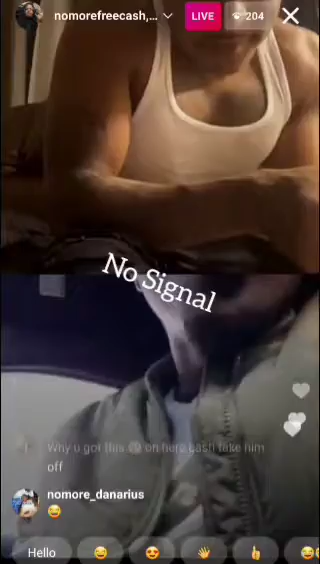 nomorefreecash,...
LIVE
204
No Signal
Why u got this 💩 on here cash take him
off
nomore_danarius
😂
Hello